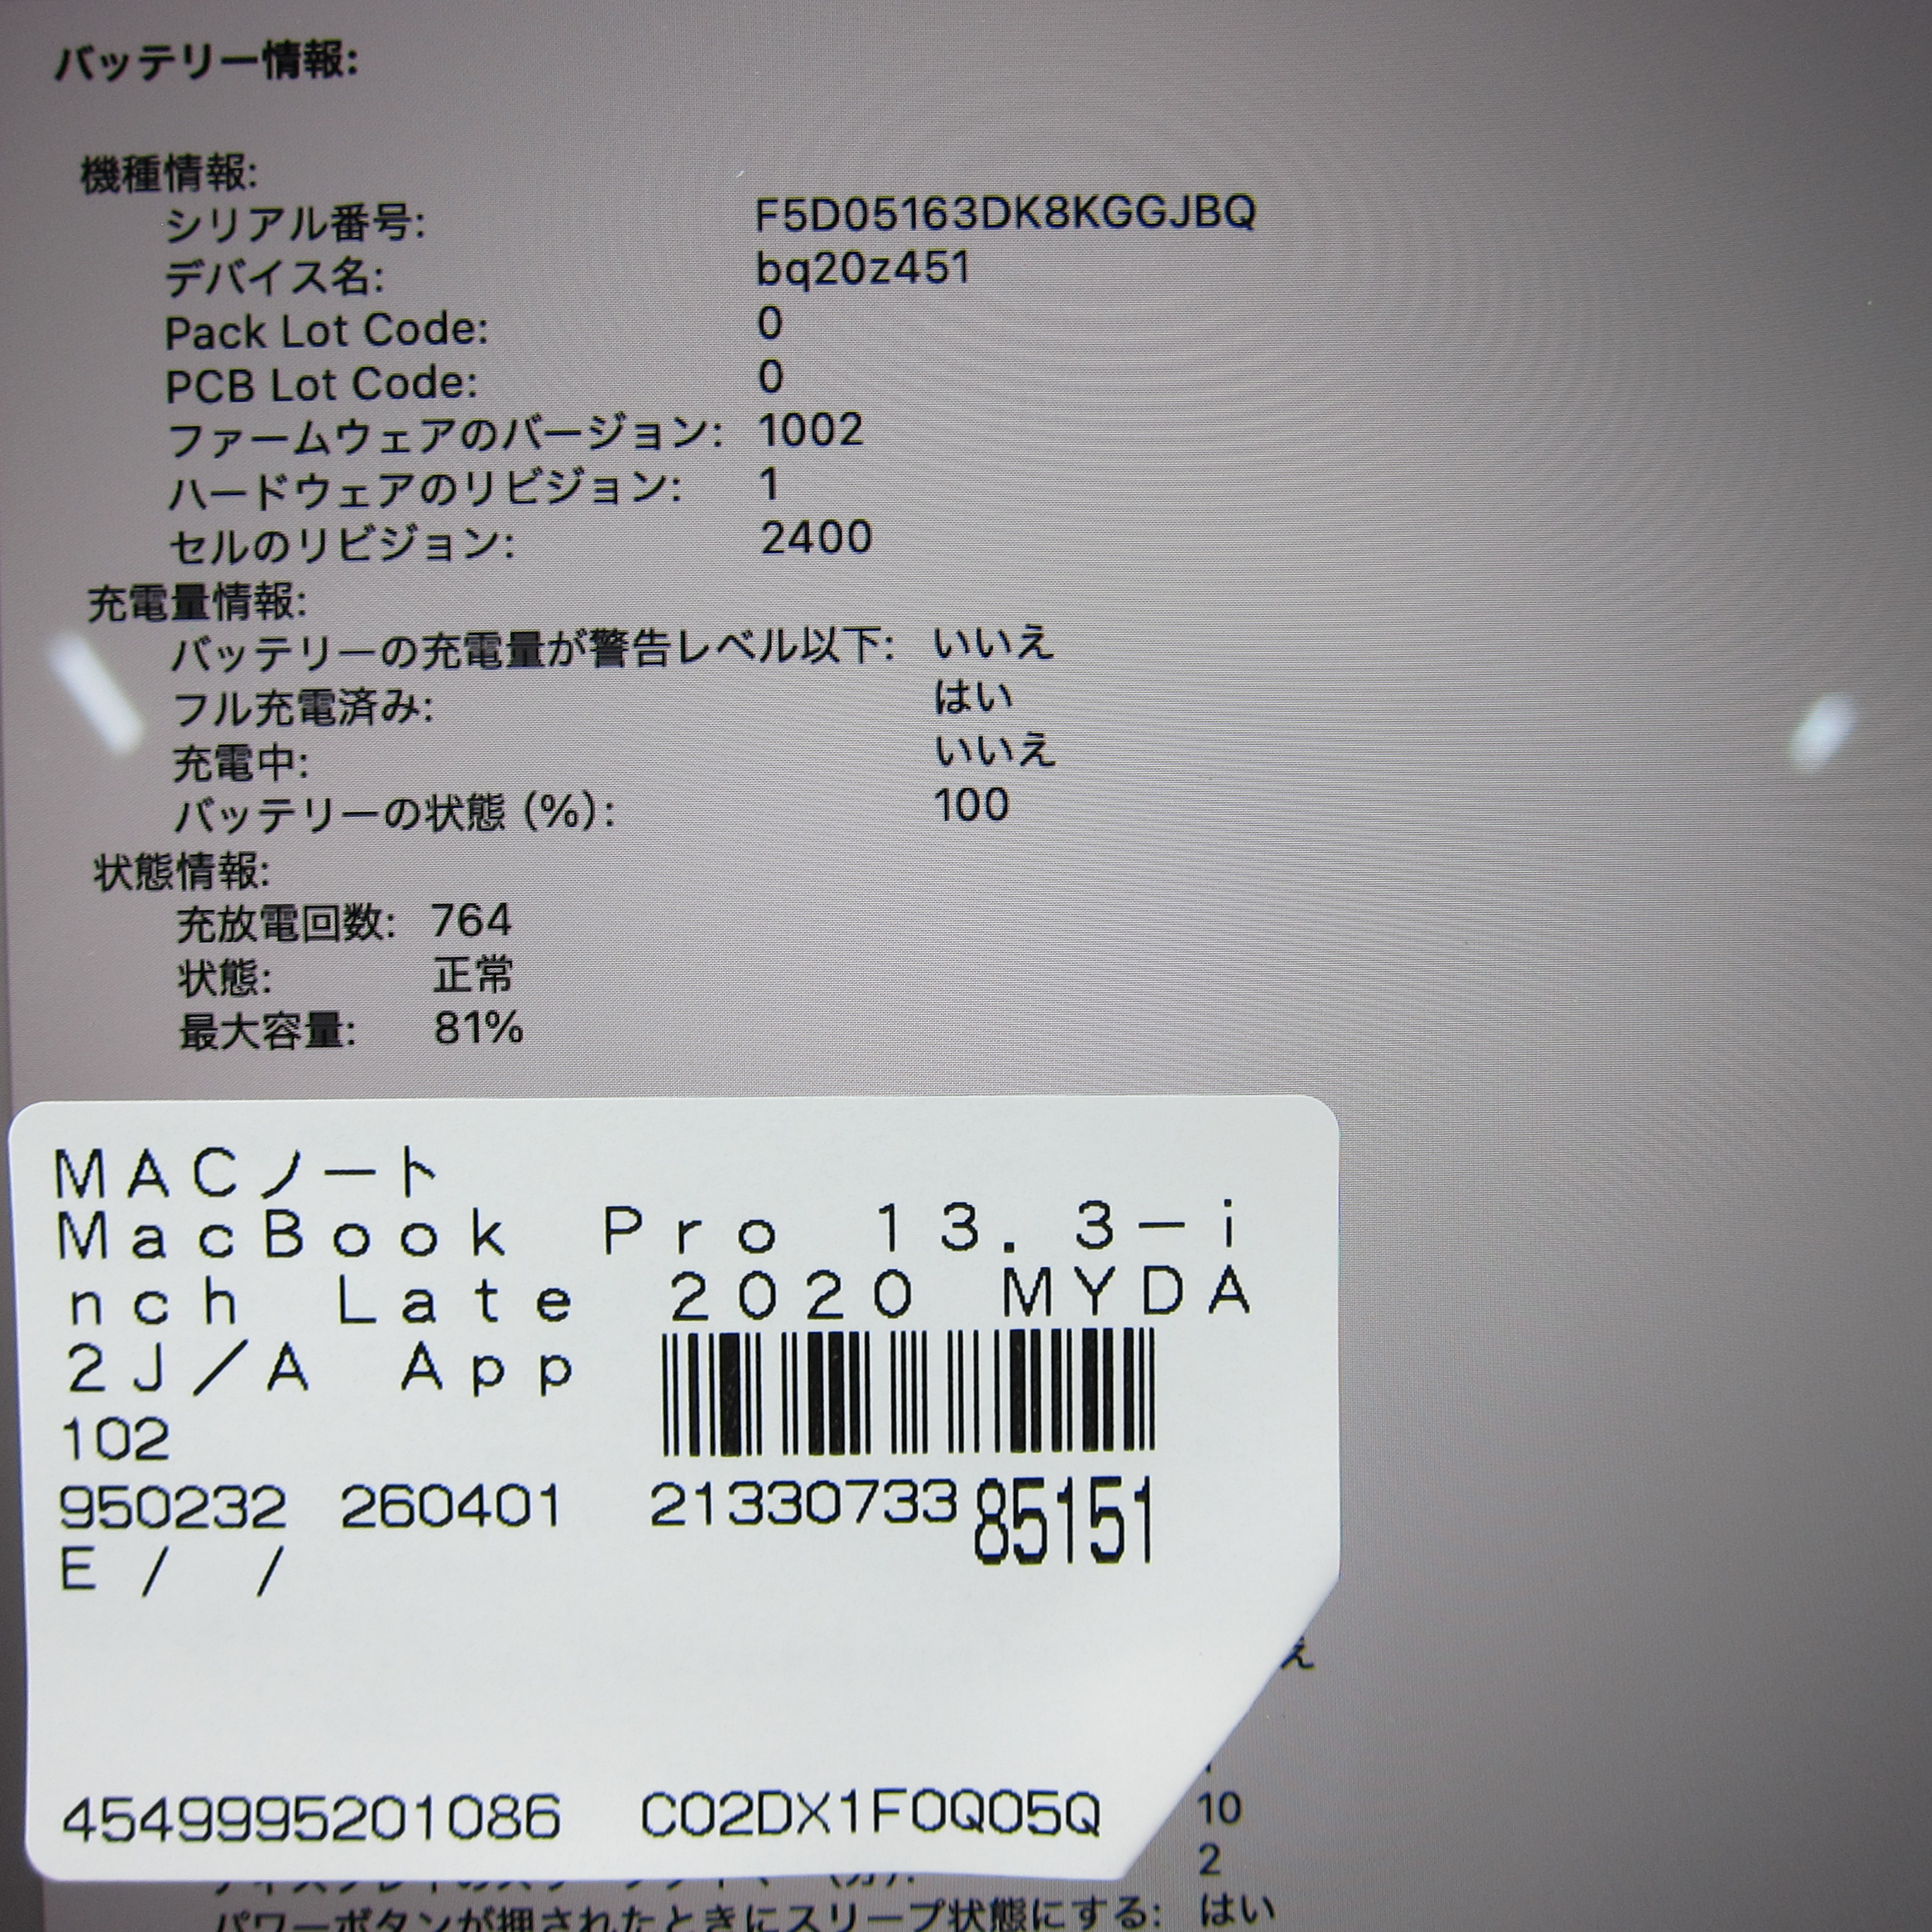 バッテリー情報:
機種情報:
シリアル番号: F5D05163DK8KGGJBQ
デバイス名: bq20z451
Pack Lot Code: 0
PCB Lot Code: 0
ファームウェアのバージョン: 1002
ハードウェアのリビジョン: 1
セルのリビジョン: 2400
充電量情報:
バッテリーの充電量が警告レベル以下: いいえ
フル充電済み: はい
充電中: いいえ
バッテリーの状態 (%): 100
状態情報:
充放電回数: 764
状態: 正常
最大容量: 81%
MACノート
MacBook Pro 13.3-i
nch Late 2020 MYDA
2J/A App
102
950232 260401 21330733 85151
E / /
え
4549995201086 C02DX1F0Q05Q
10
2
パワーボタンが押されたときにスリープ状態にする: はい